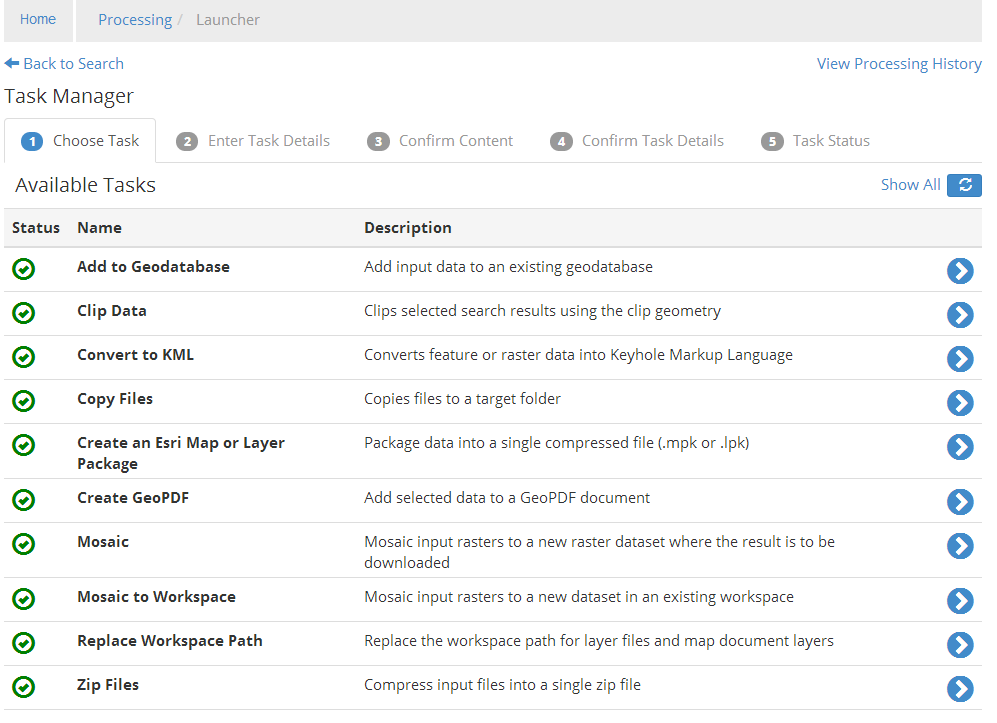 Home Processing / Launcher
Back to Search View Processing History
Task Manager
1 Choose Task 2 Enter Task Details 3 Confirm Content 4 Confirm Task Details 5 Task Status
Available Tasks Show All
Status Name Description
Add to Geodatabase Add input data to an existing geodatabase
Clip Data Clips selected search results using the clip geometry
Convert to KML Converts feature or raster data into Keyhole Markup Language
Copy Files Copies files to a target folder
Create an Esri Map or Layer Package data into a single compressed file (.mpk or .lpk)
Package
Create GeoPDF Add selected data to a GeoPDF document
Mosaic Mosaic input rasters to a new raster dataset where the result is to be
downloaded
Mosaic to Workspace Mosaic input rasters to a new dataset in an existing workspace
Replace Workspace Path Replace the workspace path for layer files and map document layers
Zip Files Compress input files into a single zip file